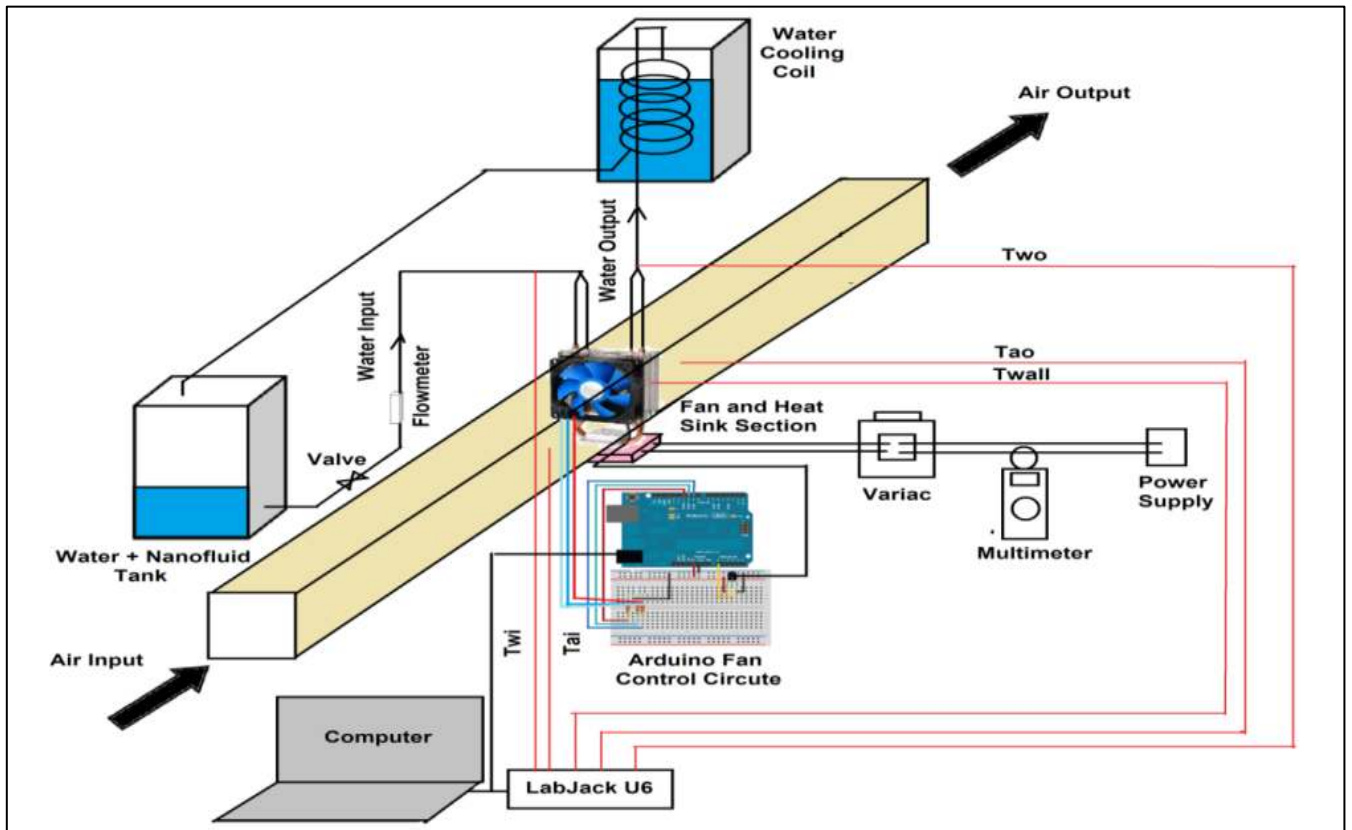 Water
Cooling
Coil
Air Output
Water Output
Two
Water Input
Flowmeter
Tao
Twall
Fan and Heat
Sink Section
Valve
Variac
Power
Supply
Multimeter
Water + Nanofluid
Tank
Twi
Tai
Air Input
Arduino Fan
Control Circute
Computer
LabJack U6